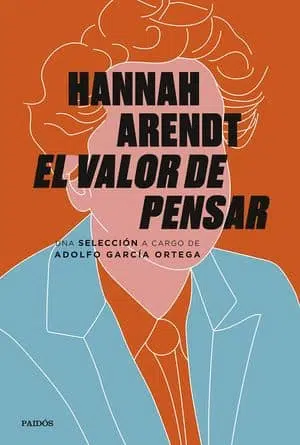 HANNAH
ARENDT
EL VALOR DE
PENSAR
UNA SELECCIÓN A CARGO DE
ADOLFO GARCÍA ORTEGA
PAIDÓS